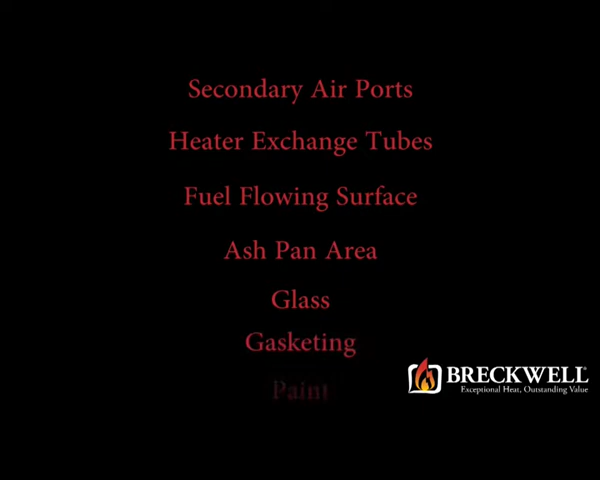 Secondary Air Ports
Heater Exchange Tubes
Fuel Flowing Surface
Ash Pan Area
Glass
Gasketing
Paint
BRECKWELL®
Exceptional Heat, Outstanding Value